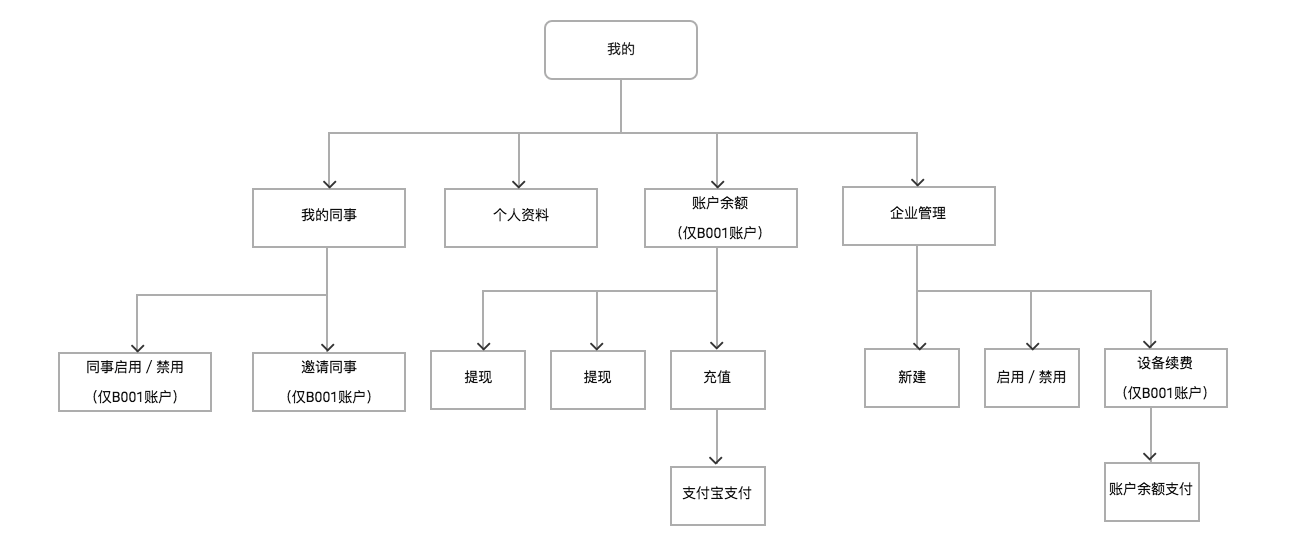 我的
我的同事
个人资料
账户余额
（仅B001账户）
企业管理
同事启用 / 禁用
（仅B001账户）
邀请同事
（仅B001账户）
提现
提现
充值
新建
启用 / 禁用
设备续费
（仅B001账户）
支付宝支付
账户余额支付